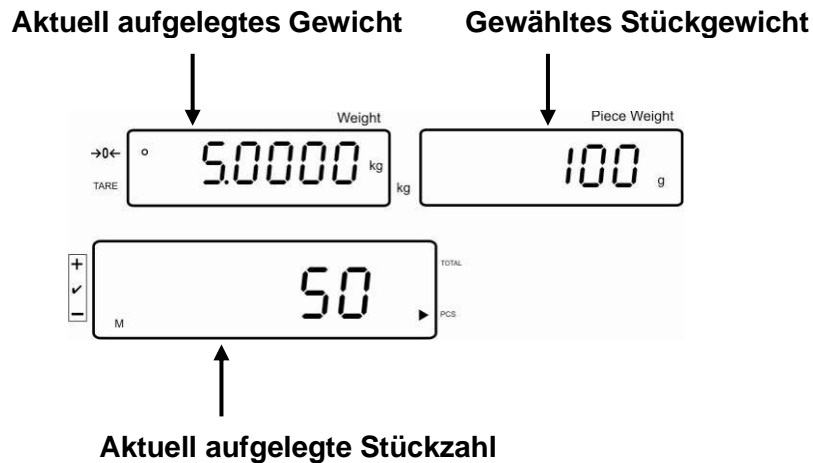 Aktuell aufgelegtes Gewicht Gewähltes Stückgewicht
Weight Piece Weight
→0← 5.0000 kg kg 100 g
TARE
+ 50 TOTAL
✔
− M ▶ PCS
Aktuell aufgelegte Stückzahl